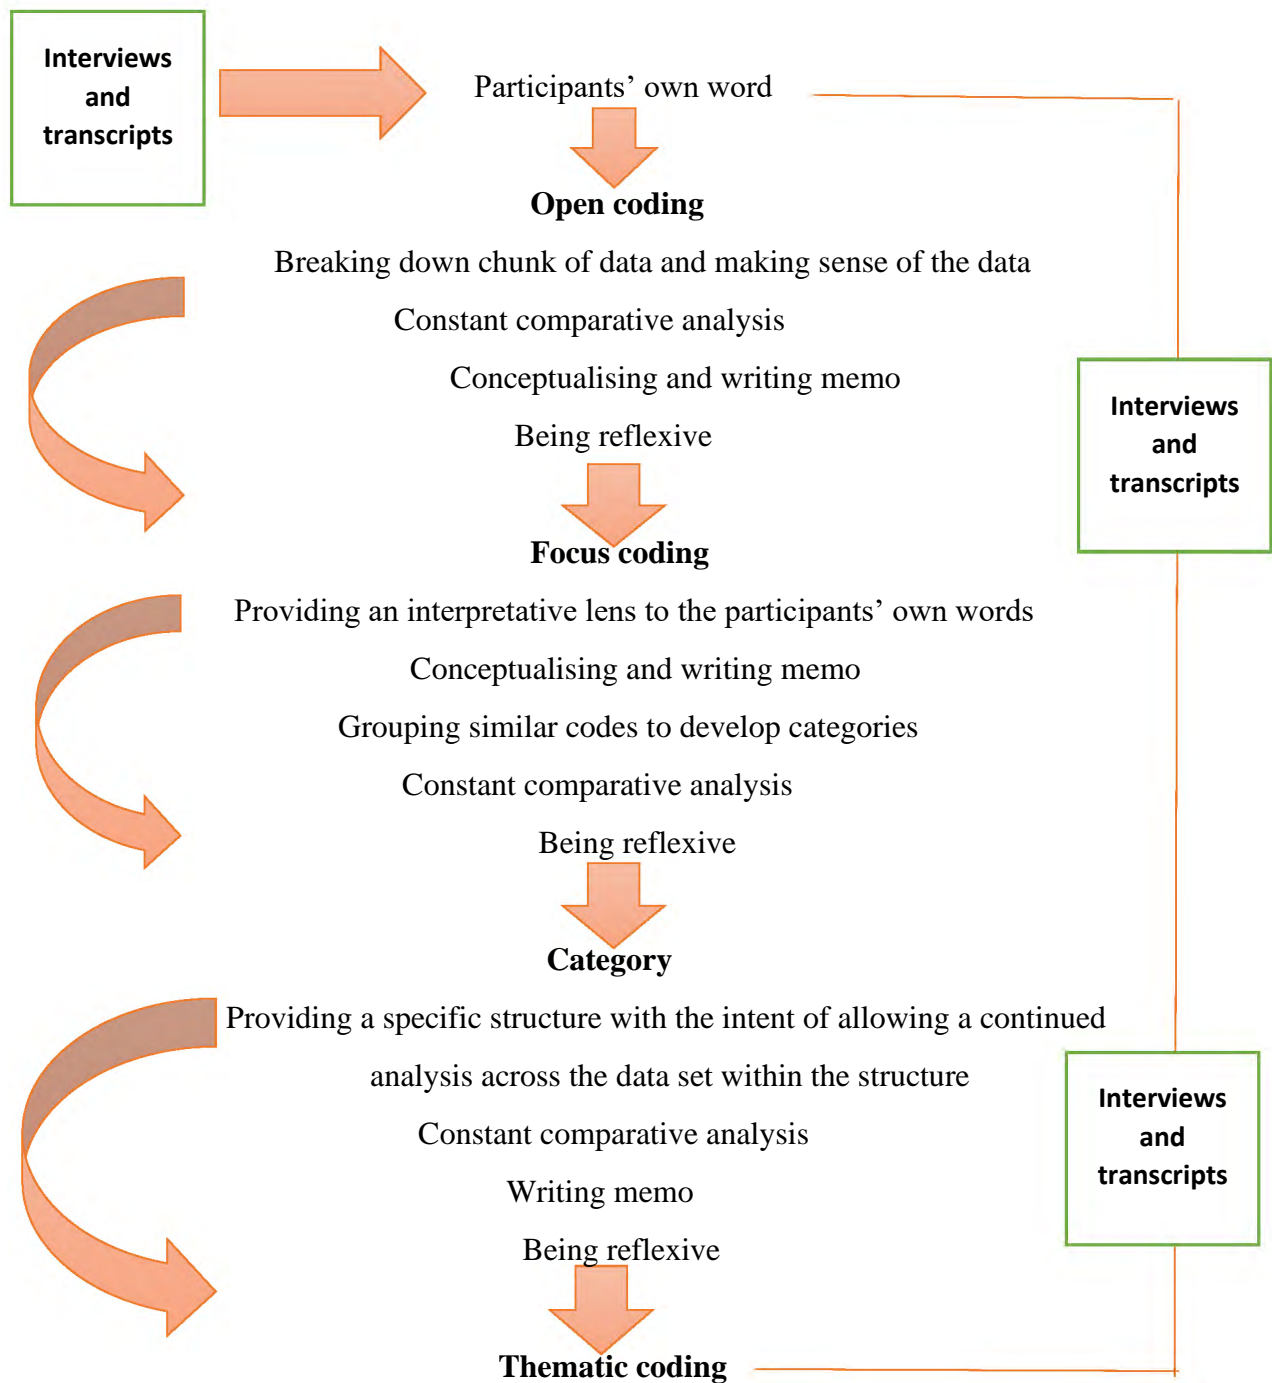 Interviews
and
transcripts
Participants’ own word
Open coding
Breaking down chunk of data and making sense of the data
Constant comparative analysis
Conceptualising and writing memo
Being reflexive
Interviews
and
transcripts
Focus coding
Providing an interpretative lens to the participants’ own words
Conceptualising and writing memo
Grouping similar codes to develop categories
Constant comparative analysis
Being reflexive
Category
Providing a specific structure with the intent of allowing a continued
analysis across the data set within the structure
Constant comparative analysis
Writing memo
Being reflexive
Interviews
and
transcripts
Thematic coding